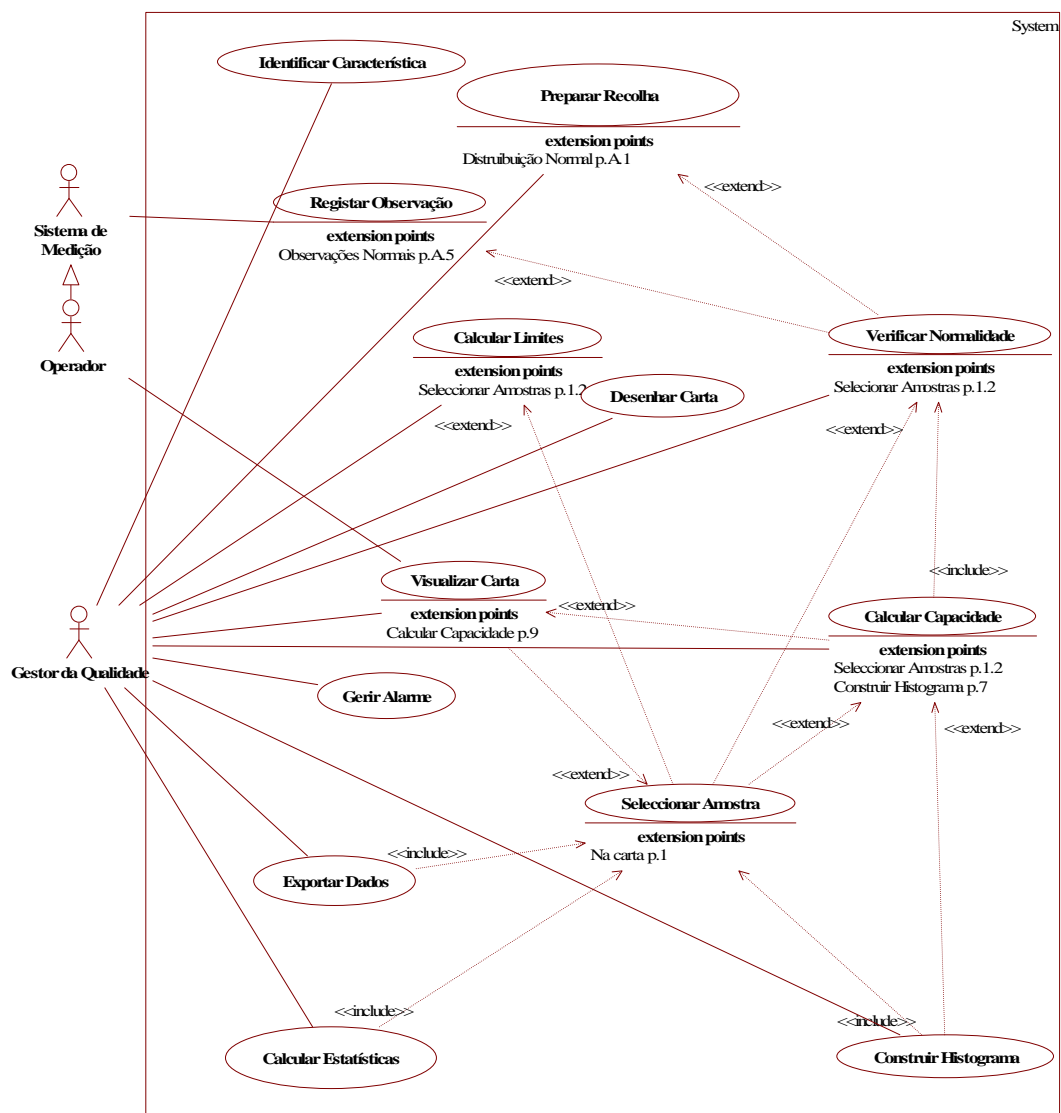 System
Identificar Característica
Preparar Recolha
extension points
Distruibuição Normal p.A.1
<<extend>>
Sistema de
Medição
Registar Observação
extension points
Observações Normais p.A.5
<<extend>>
Operador
Calcular Limites
extension points
Seleccionar Amostras p.1.2
<<extend>>
Desenhar Carta
Verificar Normalidade
extension points
Selecionar Amostras p.1.2
<<extend>>
<<include>>
Visualizar Carta
extension points
Calcular Capacidade p.9
<<extend>>
Calcular Capacidade
extension points
Seleccionar Amostras p.1.2
Construir Histograma p.7
<<extend>>
<<extend>>
Gestor da Qualidade
Gerir Alarme
<<extend>>
Seleccionar Amostra
extension points
Na carta p.1
<<include>>
Exportar Dados
<<include>>
Calcular Estatísticas
<<include>>
Construir Histograma